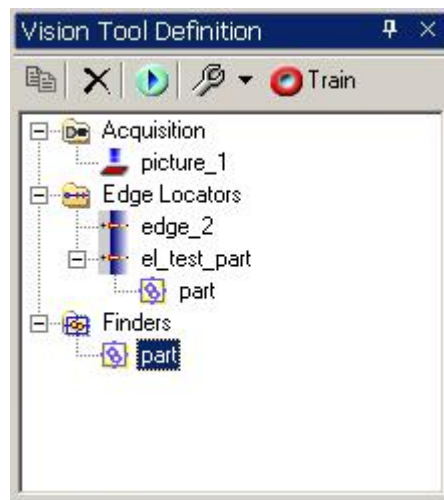 Vision Tool Definition
Train
Acquisition
picture_1
Edge Locators
edge_2
el_test_part
part
Finders
part